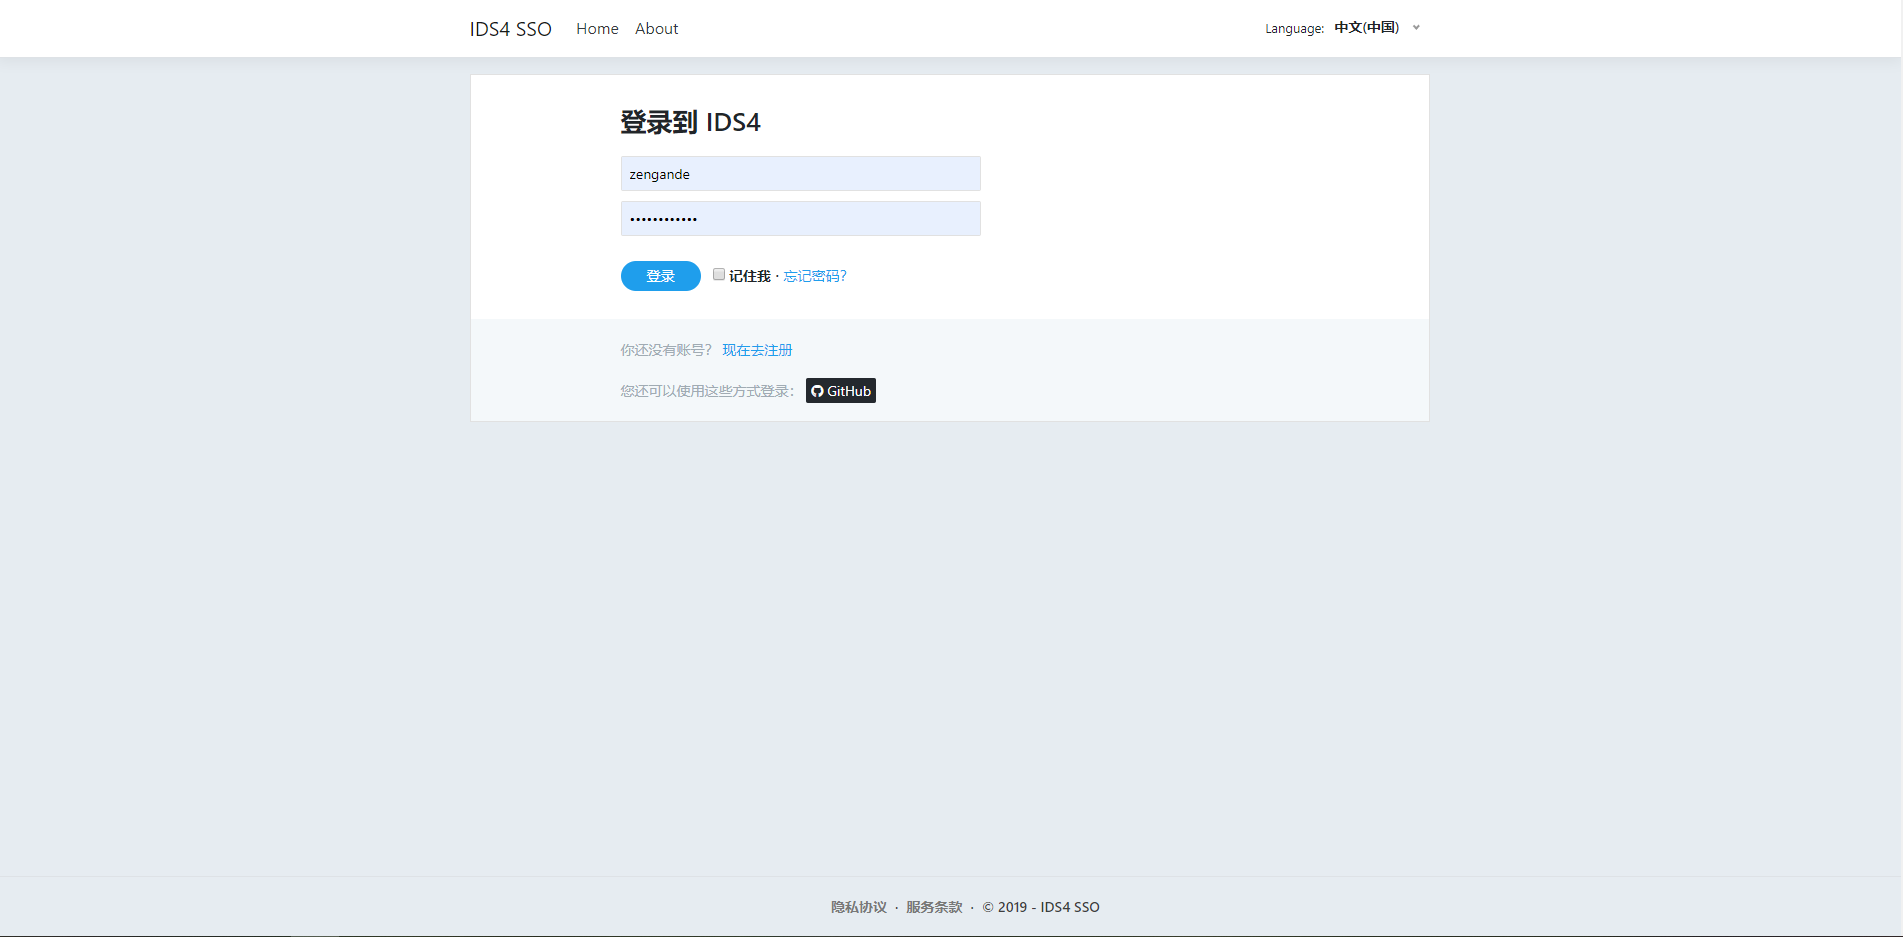 IDS4 SSO Home About Language: 中文(中国)
登录到 IDS4
zengande
••••••••••••
登录 记住我 · 忘记密码?
你还没有账号? 现在去注册
您还可以使用这些方式登录: GitHub
隐私协议 · 服务条款 · © 2019 - IDS4 SSO